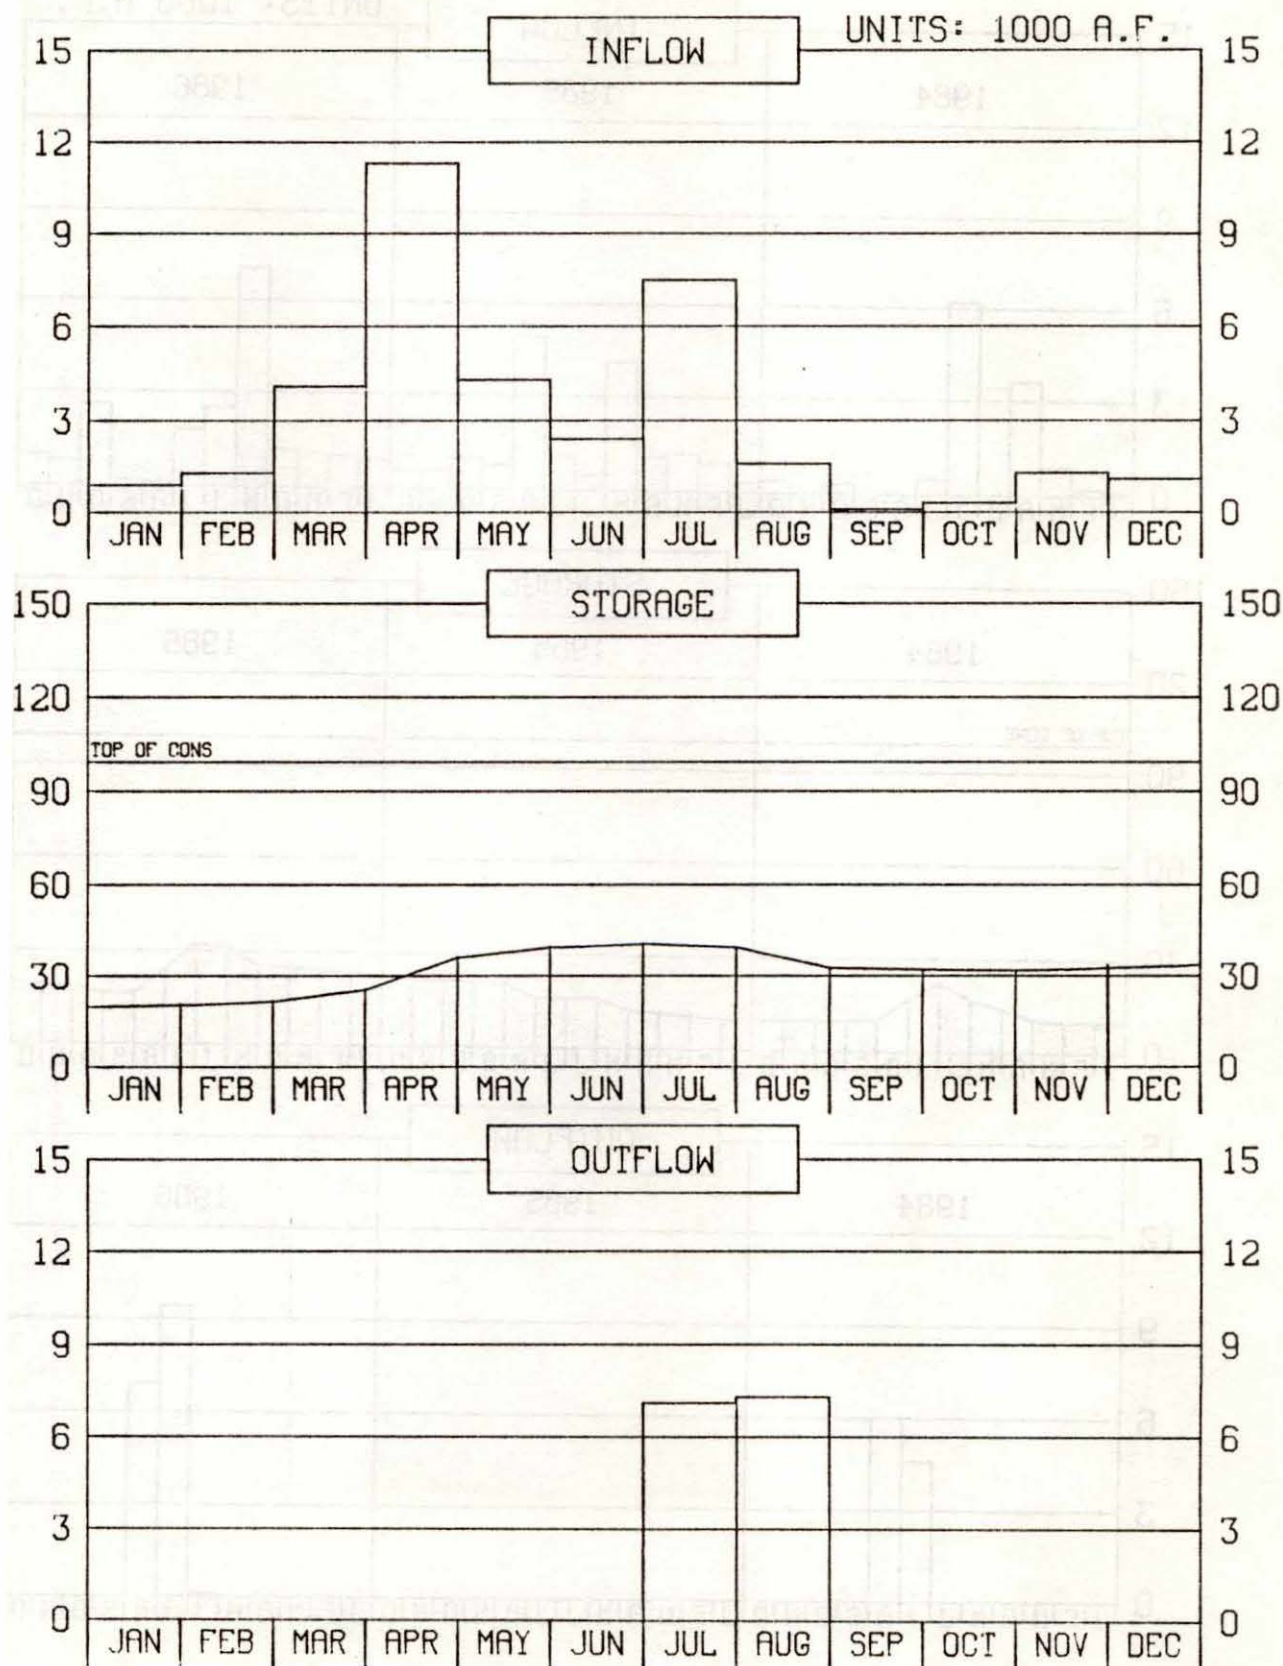 INFLOW UNITS: 1000 A.F.
15 15
12 12
9 9
6 6
3 3
0 0
JAN FEB MAR APR MAY JUN JUL AUG SEP OCT NOV DEC
STORAGE
150 150
120 120
TOP OF CONS
90 90
60 60
30 30
0 0
JAN FEB MAR APR MAY JUN JUL AUG SEP OCT NOV DEC
OUTFLOW
15 15
12 12
9 9
6 6
3 3
0 0
JAN FEB MAR APR MAY JUN JUL AUG SEP OCT NOV DEC